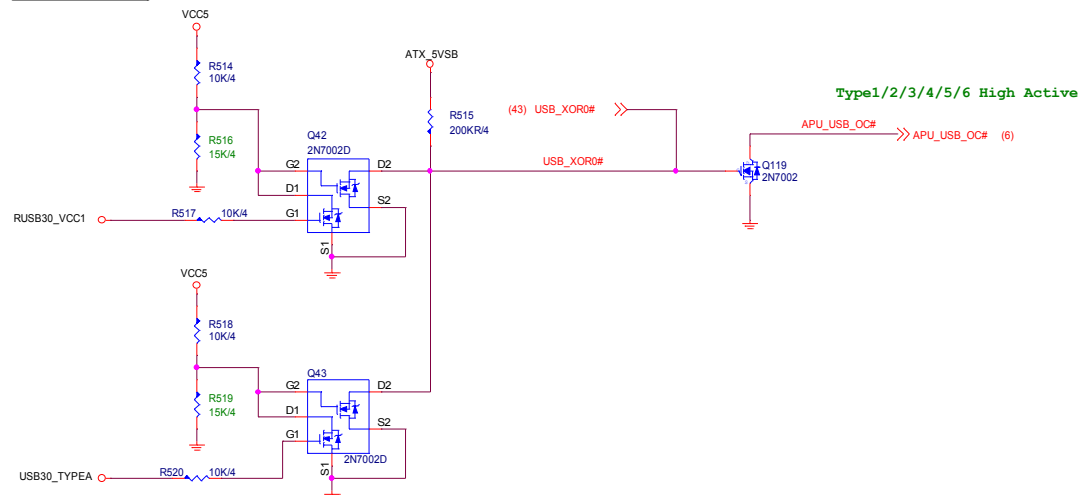 VCC5
R514
10K/4
R516
15K/4
Q42
2N7002D
G2
D1
G1
D2
S2
S1
RUSB30_VCC1
R517
10K/4
ATX_5VSB
R515
200KR/4
(43) USB_XOR0#
USB_XOR0#
Type1/2/3/4/5/6 High Active
APU_USB_OC#
APU_USB_OC# (6)
Q119
2N7002
VCC5
R518
10K/4
R519
15K/4
Q43
G2
D1
G1
D2
S2
S1
2N7002D
USB30_TYPEA
R520
10K/4